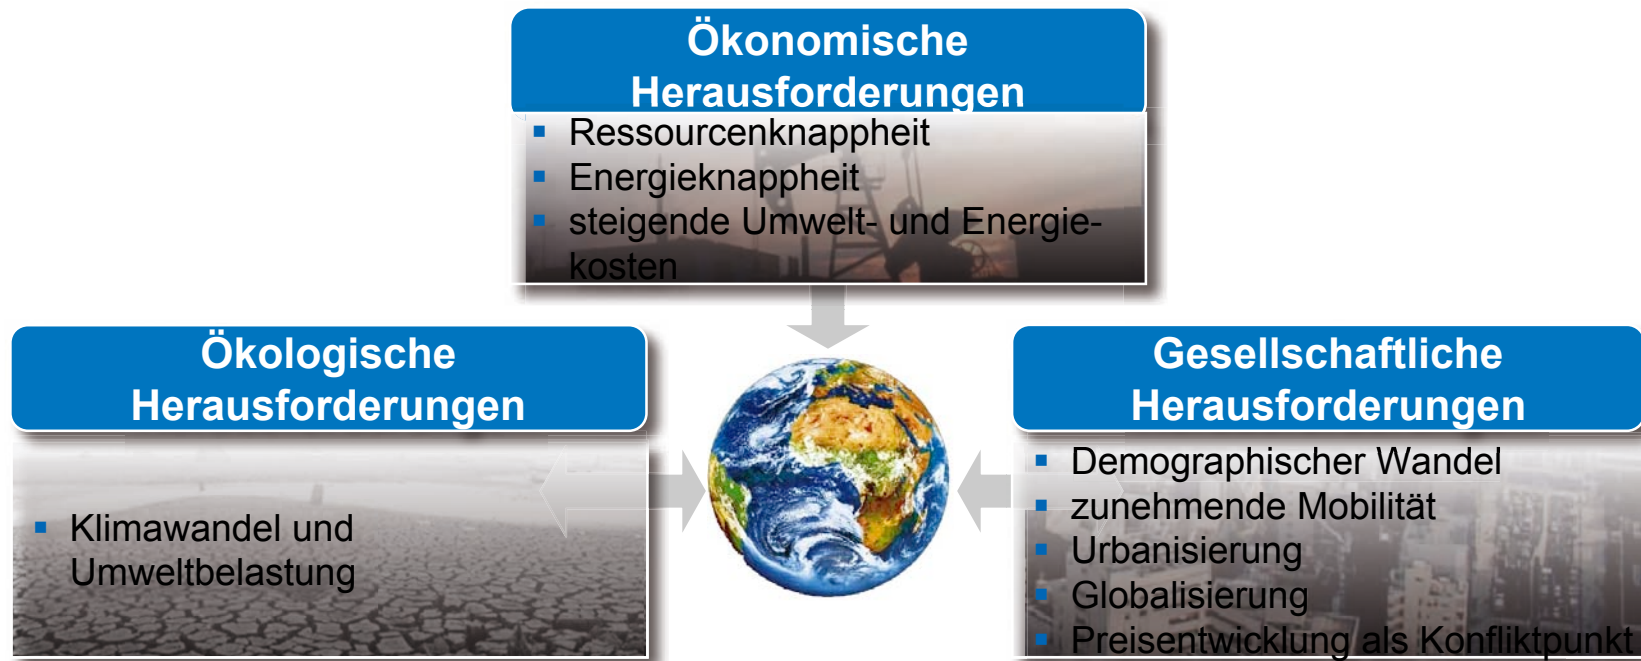 Ökonomische
Herausforderungen
▪ Ressourcenknappheit
▪ Energieknappheit
▪ steigende Umwelt- und Energie-
kosten
Ökologische
Herausforderungen
▪ Klimawandel und
Umweltbelastung
Gesellschaftliche
Herausforderungen
▪ Demographischer Wandel
▪ zunehmende Mobilität
▪ Urbanisierung
▪ Globalisierung
▪ Preisentwicklung als Konfliktpunkt